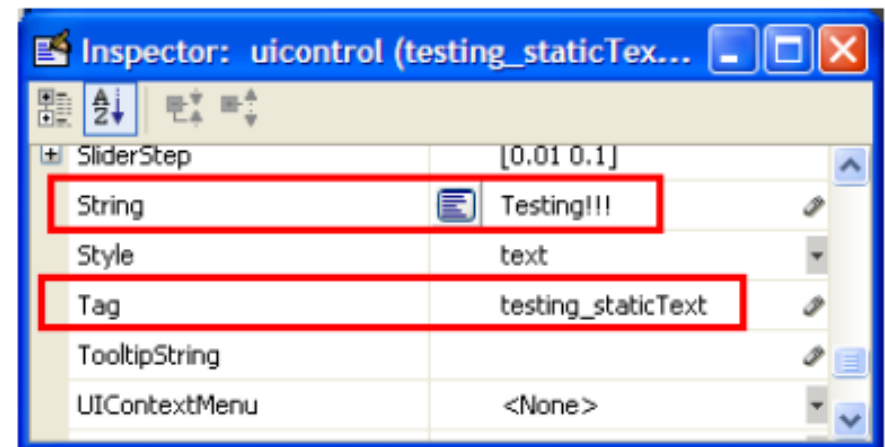 Inspector: uicontrol (testing_staticTex...
SliderStep [0.01 0.1]
String Testing!!!
Style text
Tag testing_staticText
TooltipString
UIContextMenu <None>